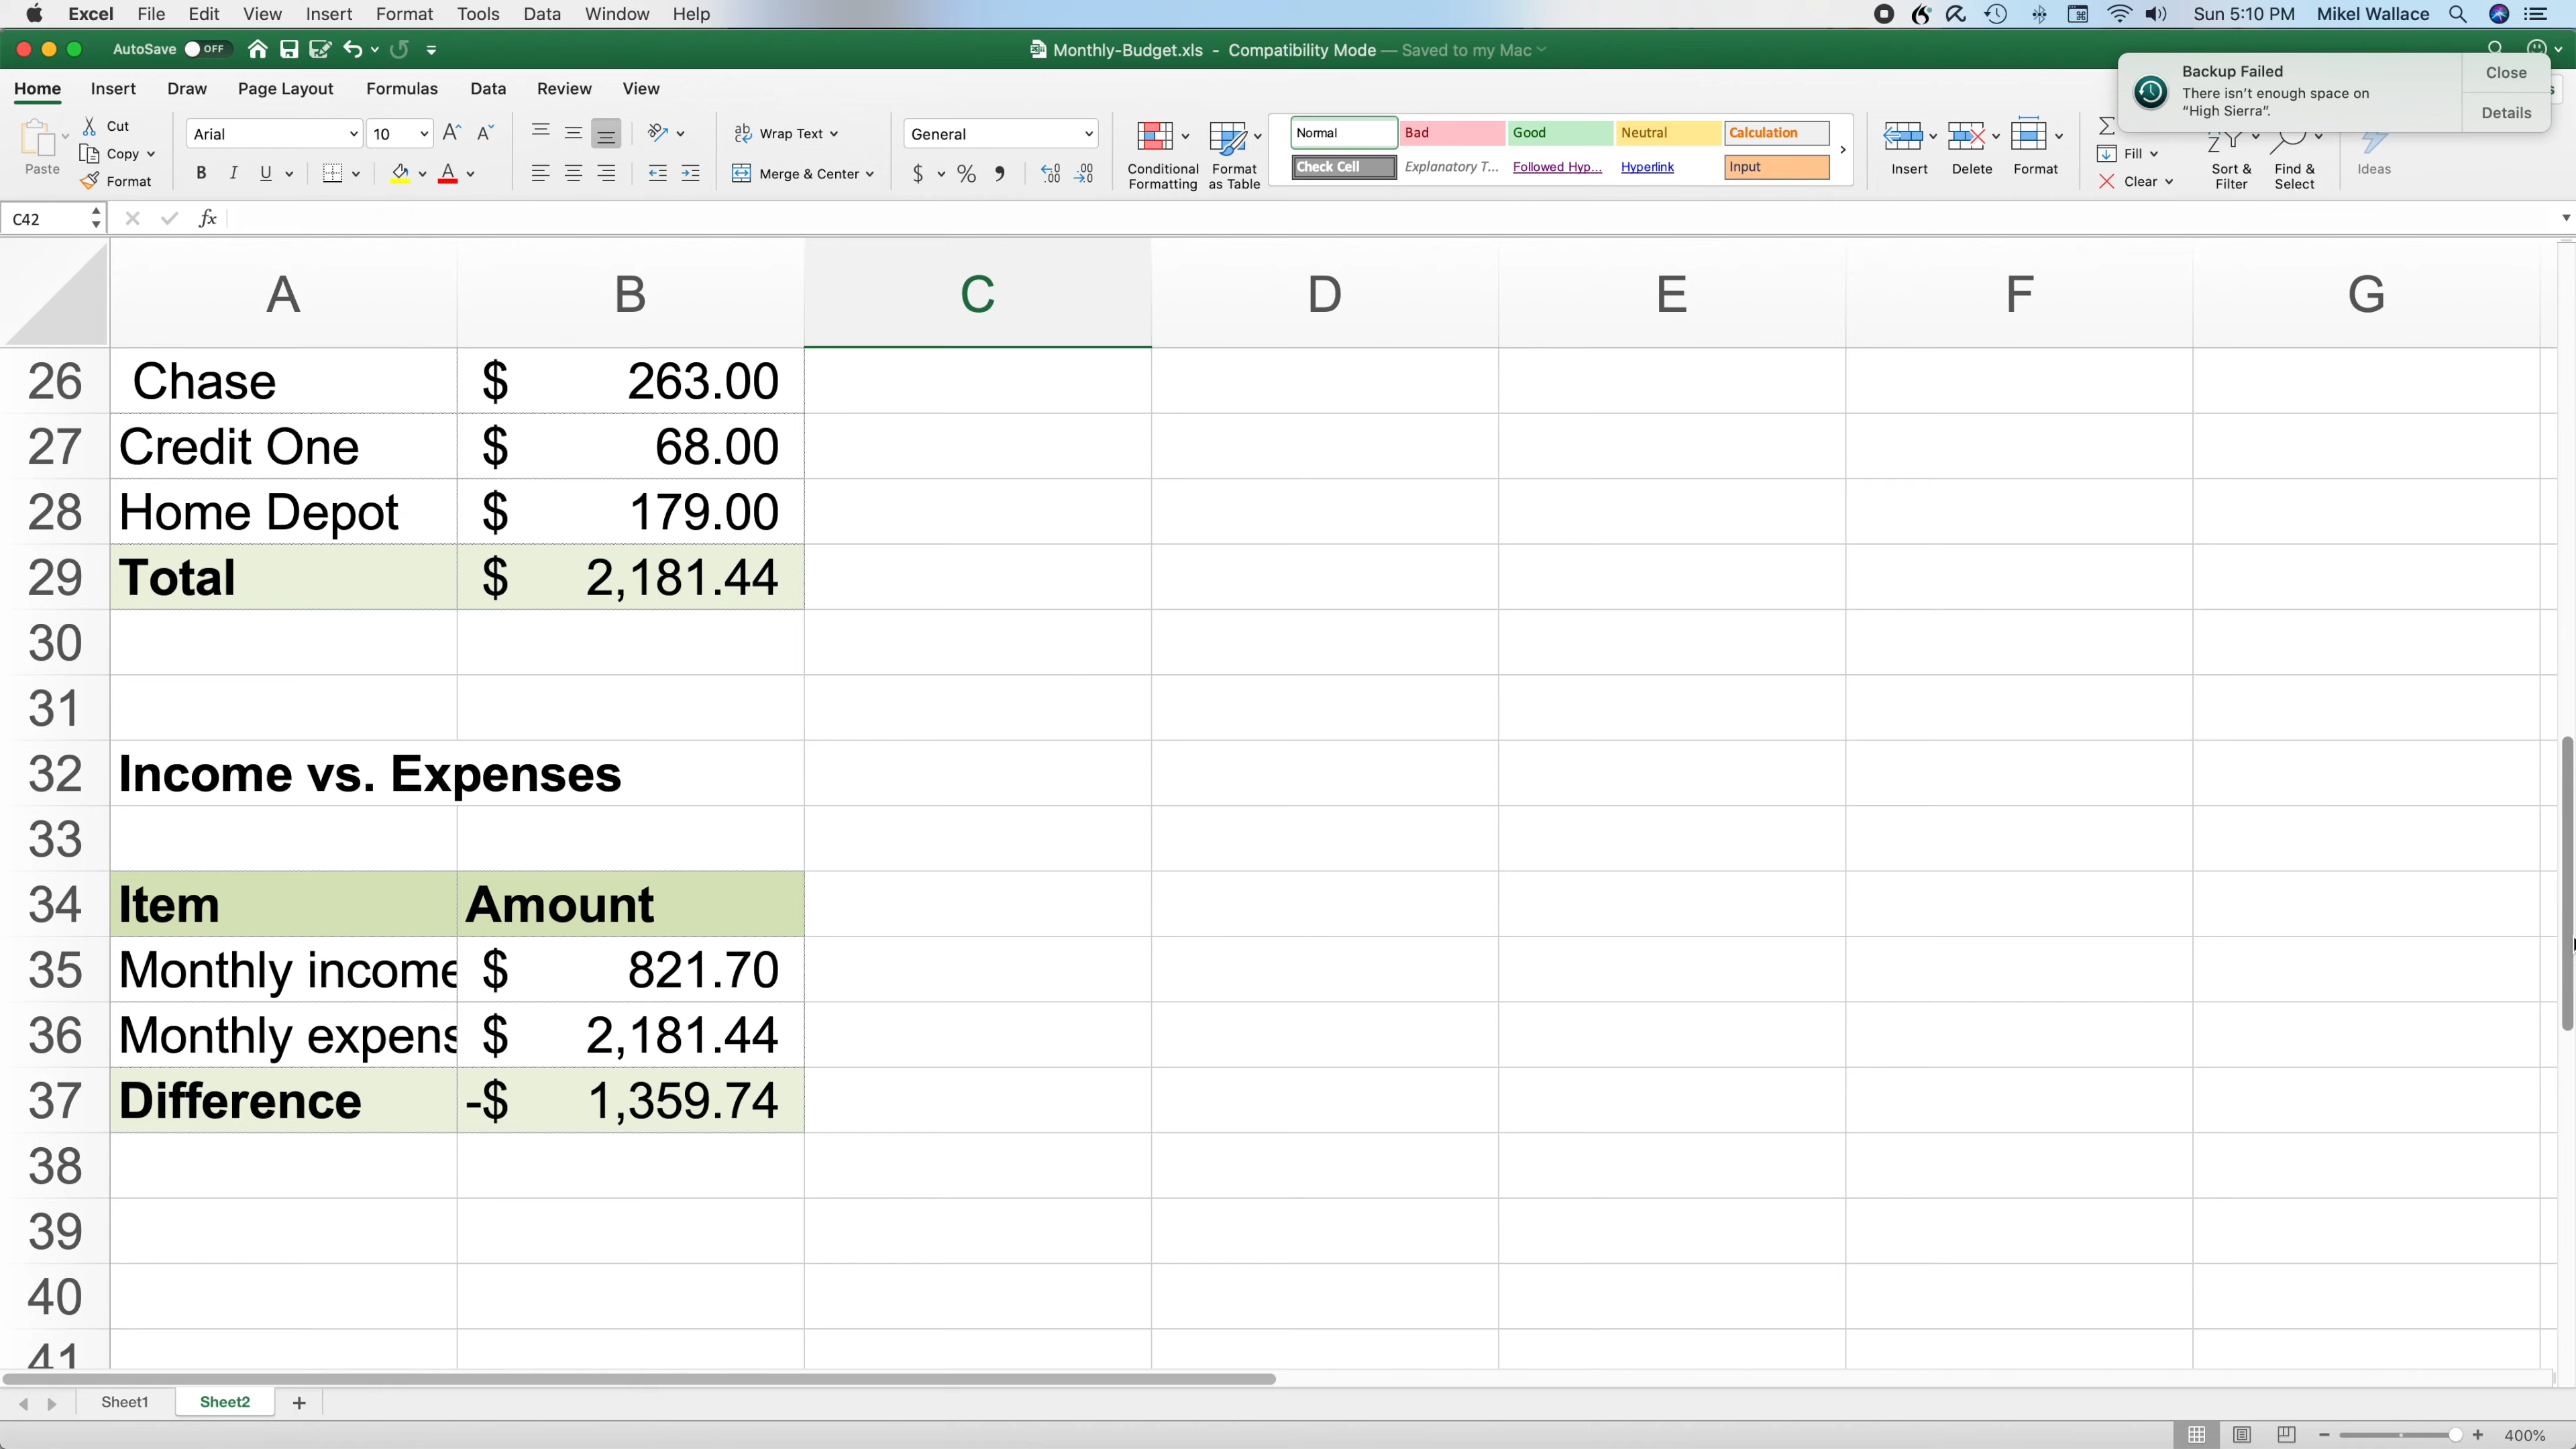 Excel File Edit View Insert Format Tools Data Window Help Sun 5:10 PM Mikel Wallace
AutoSave OFF Monthly-Budget.xls - Compatibility Mode — Saved to my Mac
Backup Failed
There isn't enough space on
"High Sierra".
Close
Details
Home Insert Draw Page Layout Formulas Data Review View
Paste Cut Copy Format
Arial 10
B I U
Wrap Text
Merge & Center
General
$ %
Conditional Formatting
Format as Table
Normal Bad Good Neutral Calculation
Check Cell Explanatory T... Followed Hyp... Hyperlink Input
Insert Delete Format
Fill
Clear
Sort & Filter
Find & Select
Ideas
C42 fx
A B C D E F G
26 Chase $ 263.00
27 Credit One $ 68.00
28 Home Depot $ 179.00
29 Total $ 2,181.44
30
31
32 Income vs. Expenses
33
34 Item Amount
35 Monthly income $ 821.70
36 Monthly expens $ 2,181.44
37 Difference -$ 1,359.74
38
39
40
41
Sheet1 Sheet2 +
400%